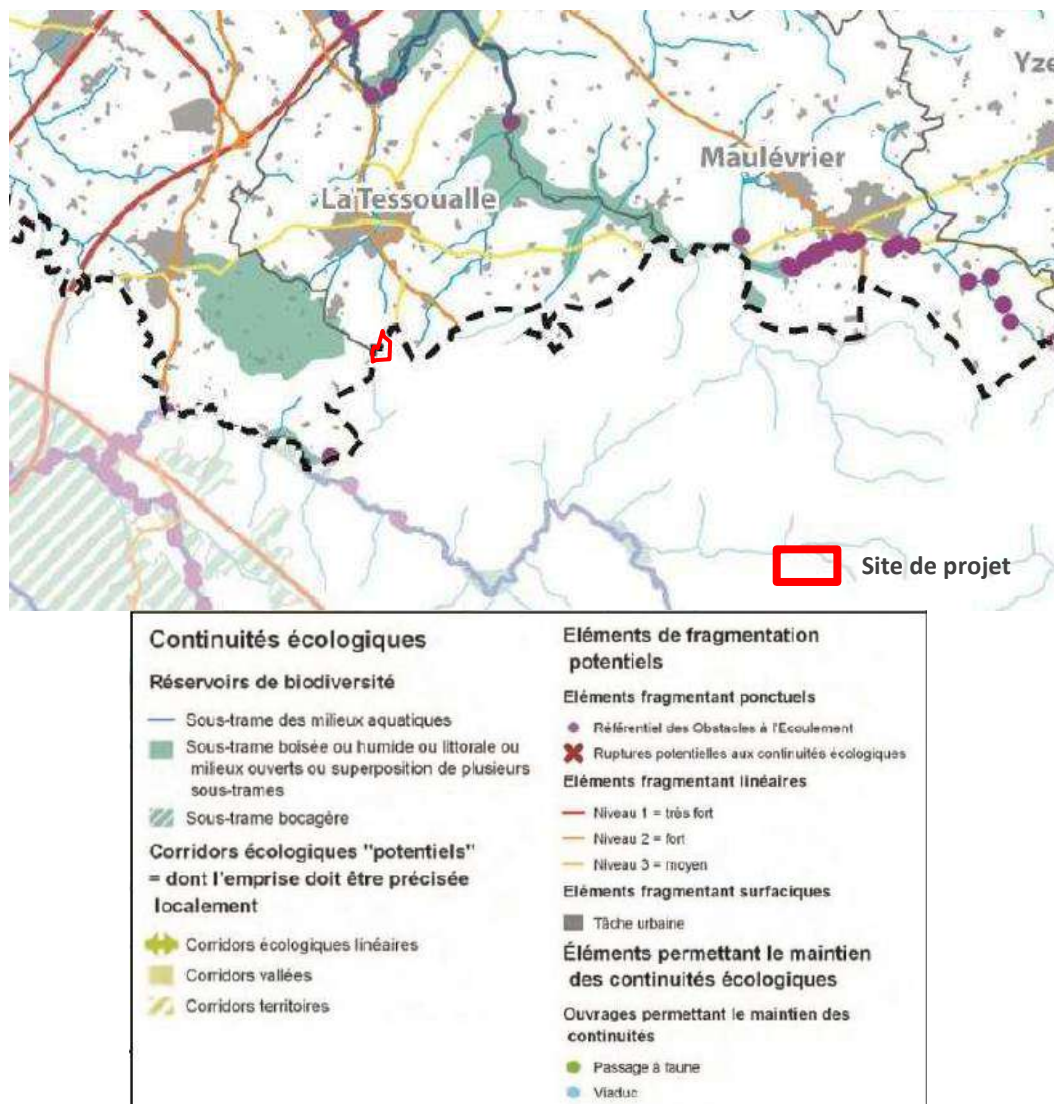 Yze
Maulévrier
La Tessoualle
Site de projet
Continuités écologiques
Réservoirs de biodiversité
Sous-trame des milieux aquatiques
Sous-trame boisée ou humide ou littorale ou
milieux ouverts ou superposition de plusieurs
sous-trames
Sous-trame bocagère
Corridors écologiques "potentiels"
= dont l'emprise doit être précisée
localement
Corridors écologiques linéaires
Corridors vallées
Corridors territoires
Eléments de fragmentation
potentiels
Eléments fragmentant ponctuels
Référentiel des Obstacles à l'Ecoulement
Ruptures potentielles aux continuités écologiques
Eléments fragmentant linéaires
Niveau 1 = très fort
Niveau 2 = fort
Niveau 3 = moyen
Eléments fragmentant surfaciques
Tâche urbaine
Éléments permettant le maintien
des continuités écologiques
Ouvrages permettant le maintien des
continuités
Passage à faune
Viaduc